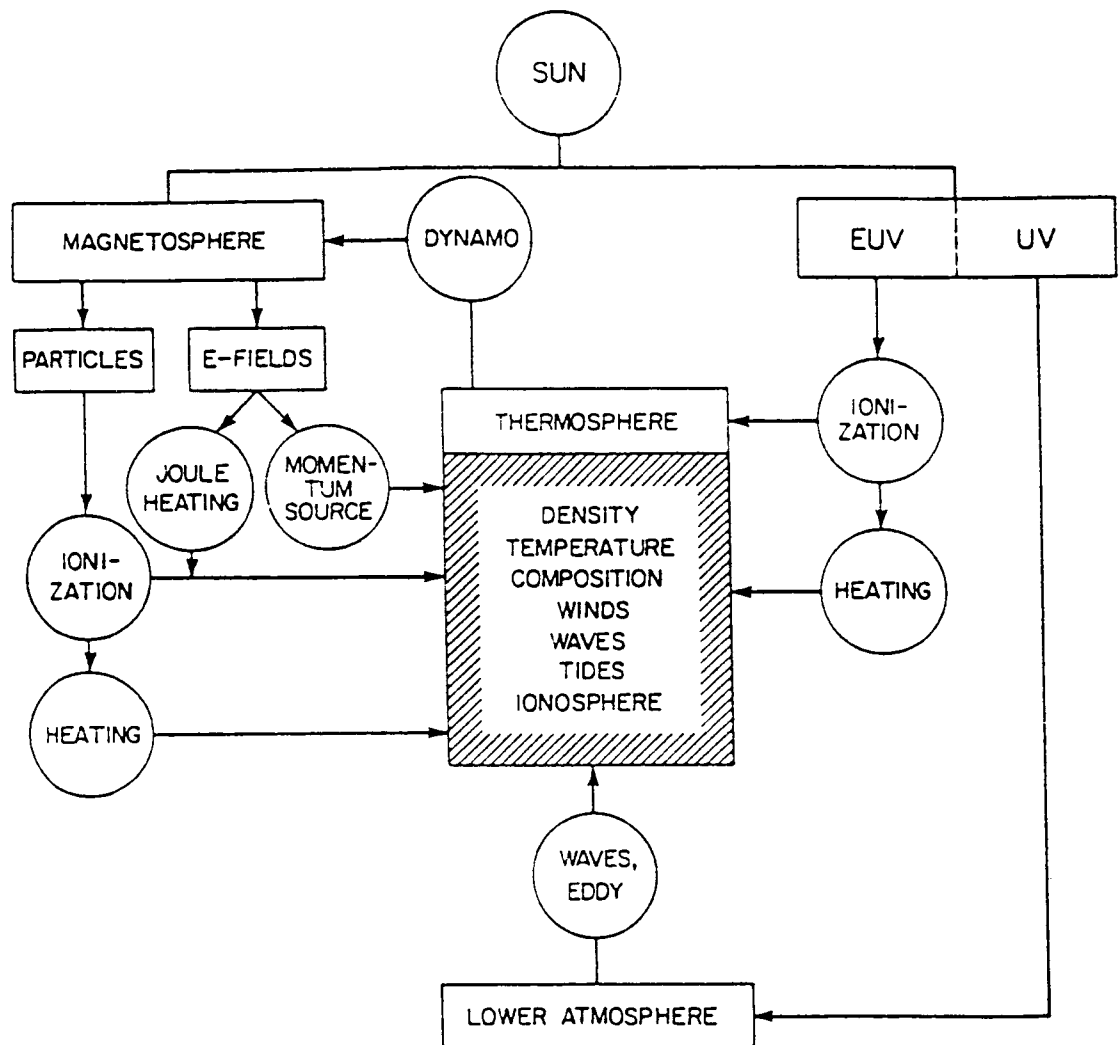 SUN
MAGNETOSPHERE
DYNAMO
EUV
UV
PARTICLES
E-FIELDS
THERMOSPHERE
IONI-
ZATION
JOULE
HEATING
MOMEN-
TUM
SOURCE
DENSITY
TEMPERATURE
COMPOSITION
WINDS
WAVES
TIDES
IONOSPHERE
IONI-
ZATION
HEATING
HEATING
WAVES,
EDDY
LOWER ATMOSPHERE